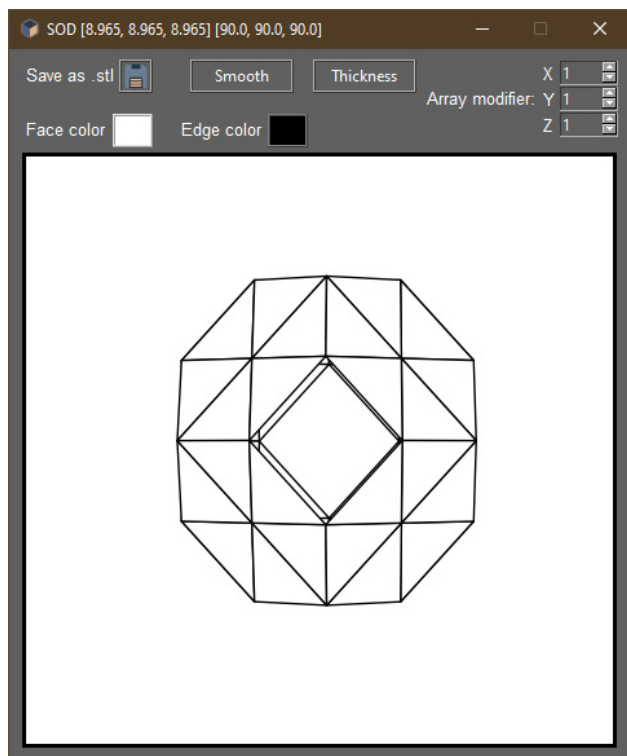 SOD [8.965, 8.965, 8.965] [90.0, 90.0, 90.0]
Save as .stl Smooth Thickness Array modifier: X 1
Y 1
Z 1
Face color Edge color